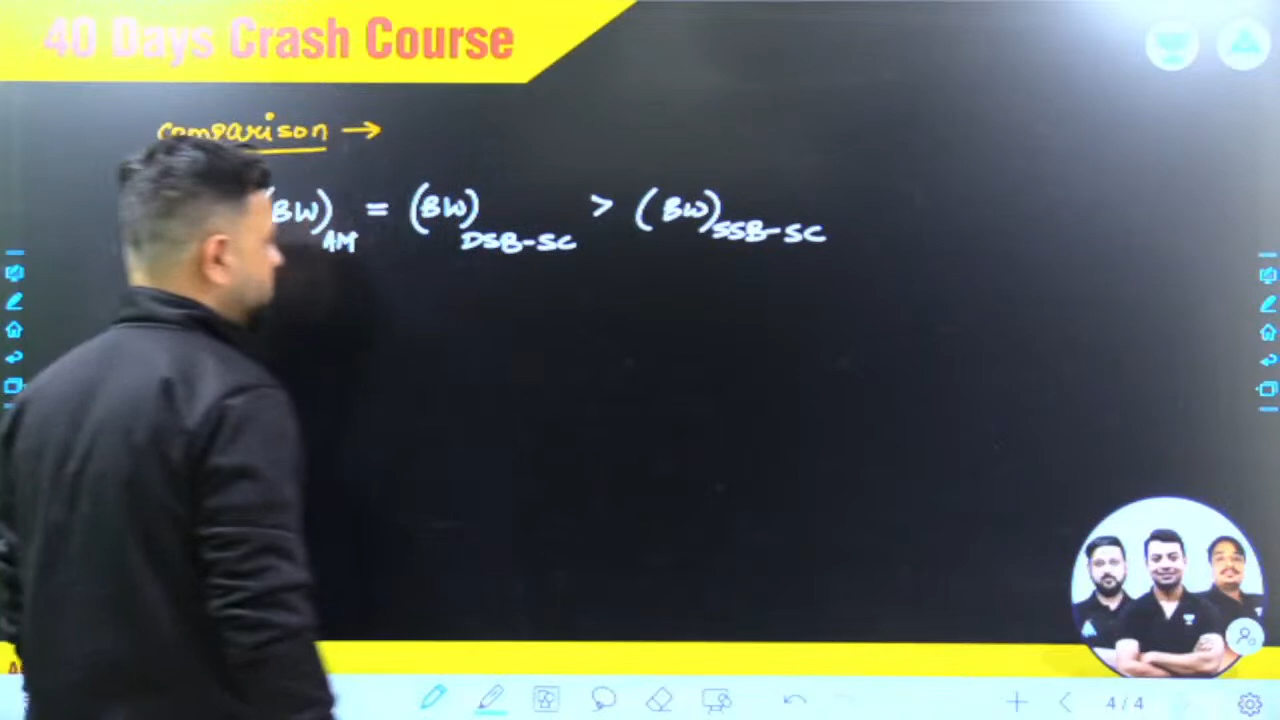 40 Days Crash Course
comparison →
(BW)AM = (BW)DSB-SC > (BW)SSB-SC
4 / 4